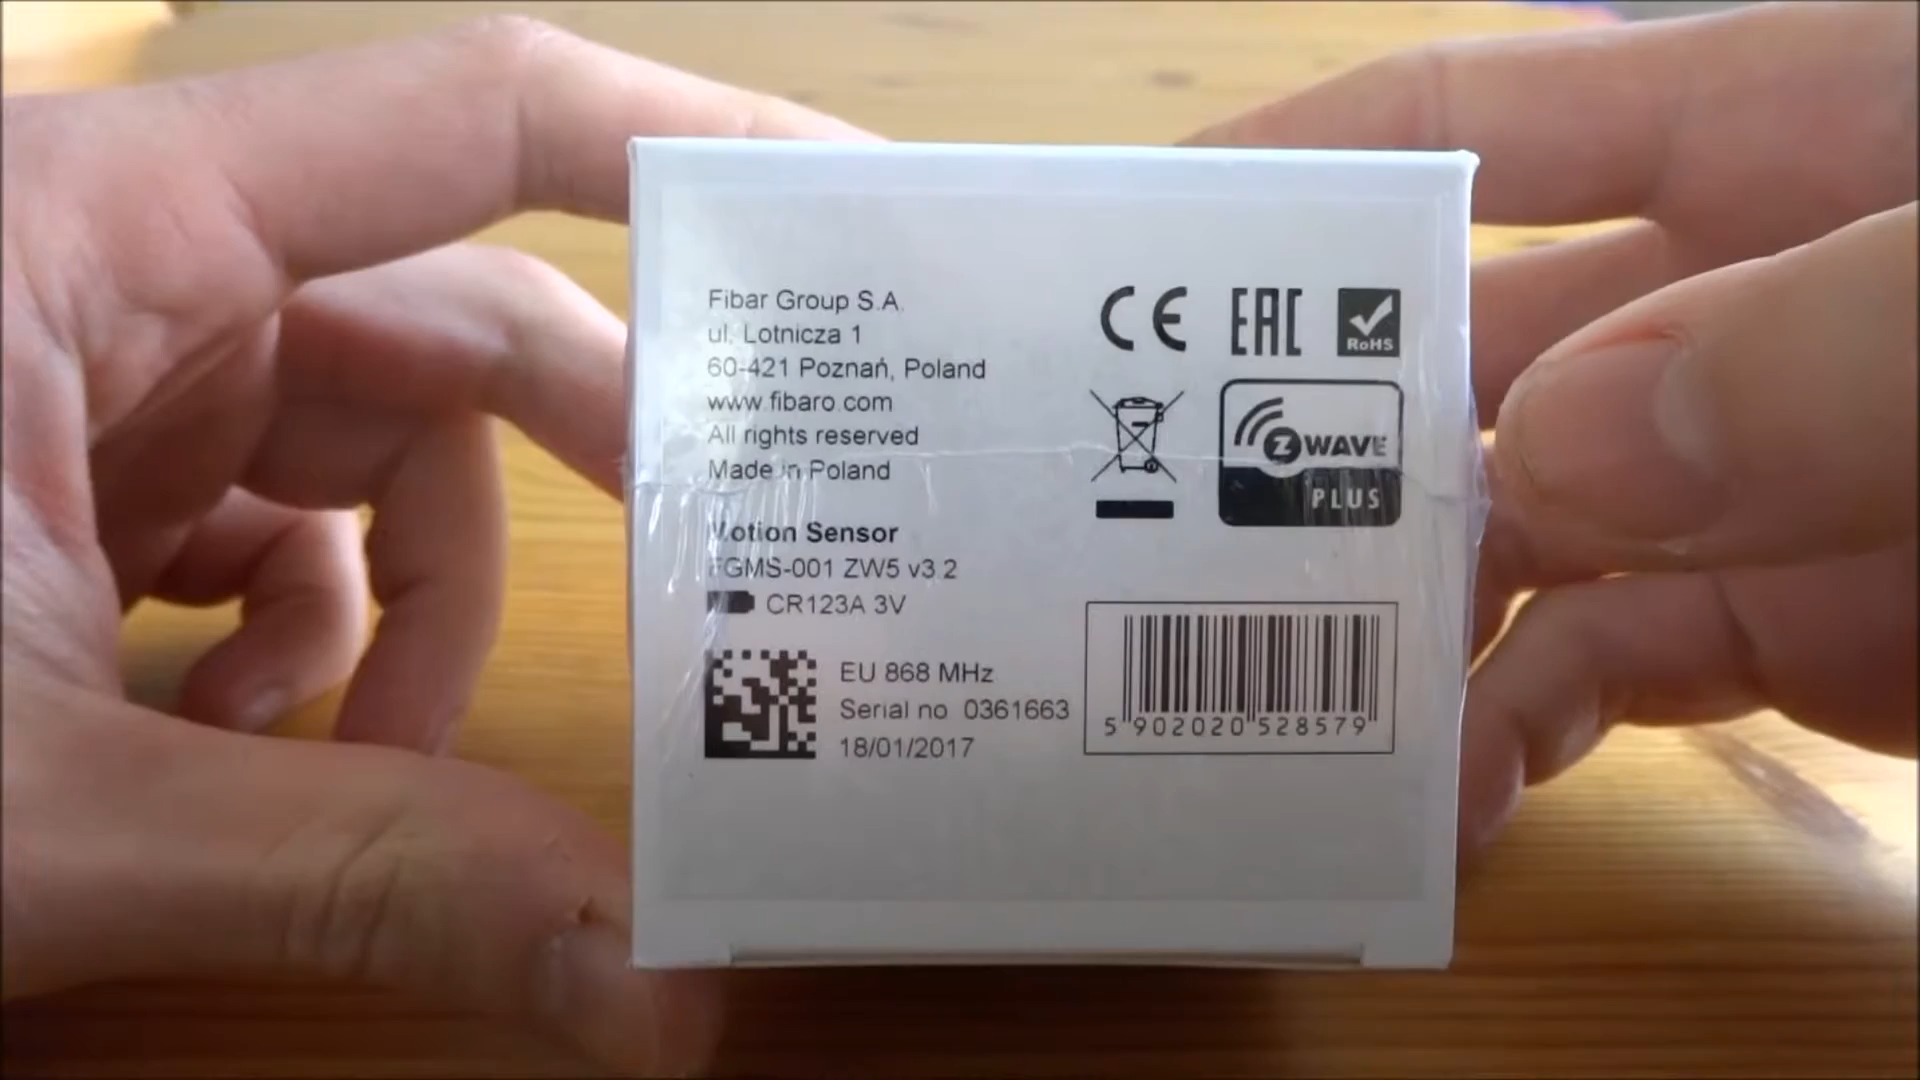 Fibar Group S.A.
ul. Lotnicza 1
60-421 Poznań, Poland
www.fibaro.com
All rights reserved
Made in Poland
Motion Sensor
FGMS-001 ZW5 v3.2
CR123A 3V
EU 868 MHz
Serial no 0361663
18/01/2017
CE EAC RoHS
Z WAVE
PLUS
5 902020 528579